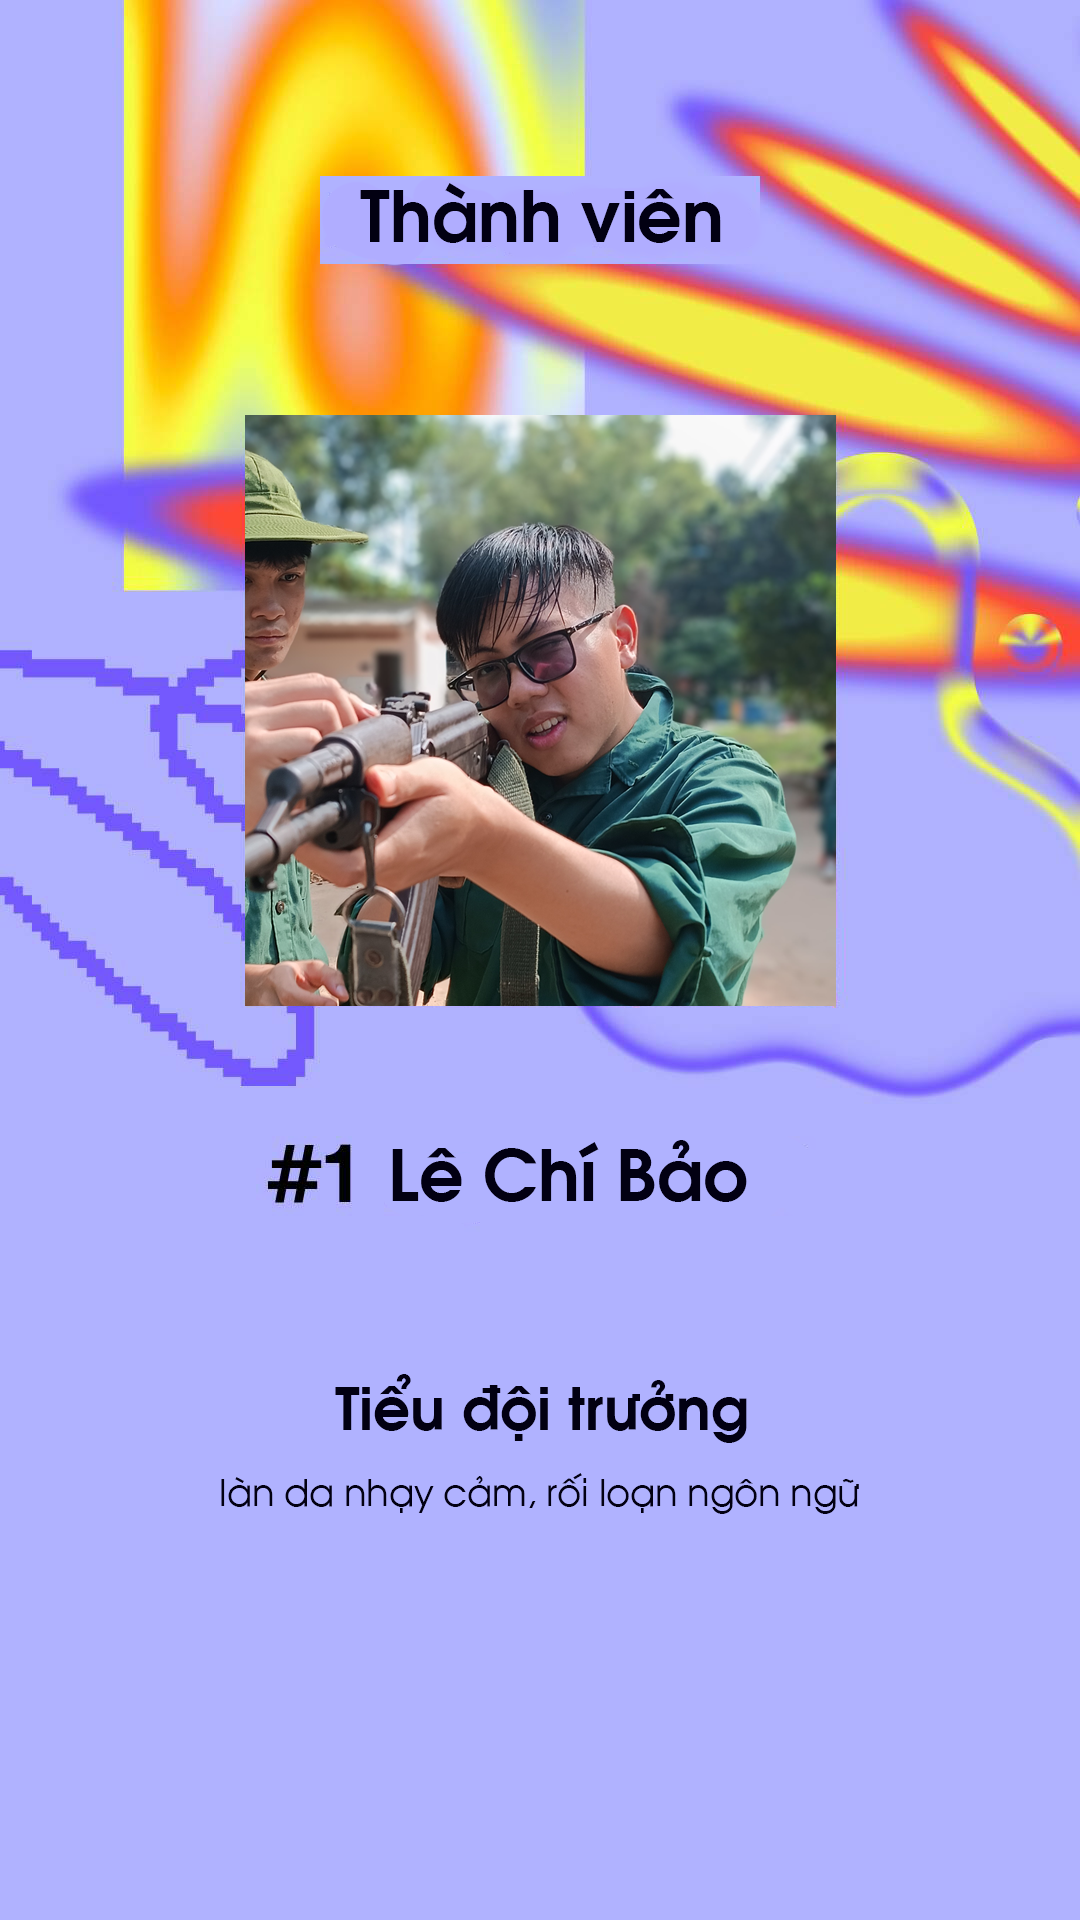 Thành viên
#1 Lê Chí Bảo
Tiểu đội trưởng
làn da nhạy cảm, rối loạn ngôn ngữ